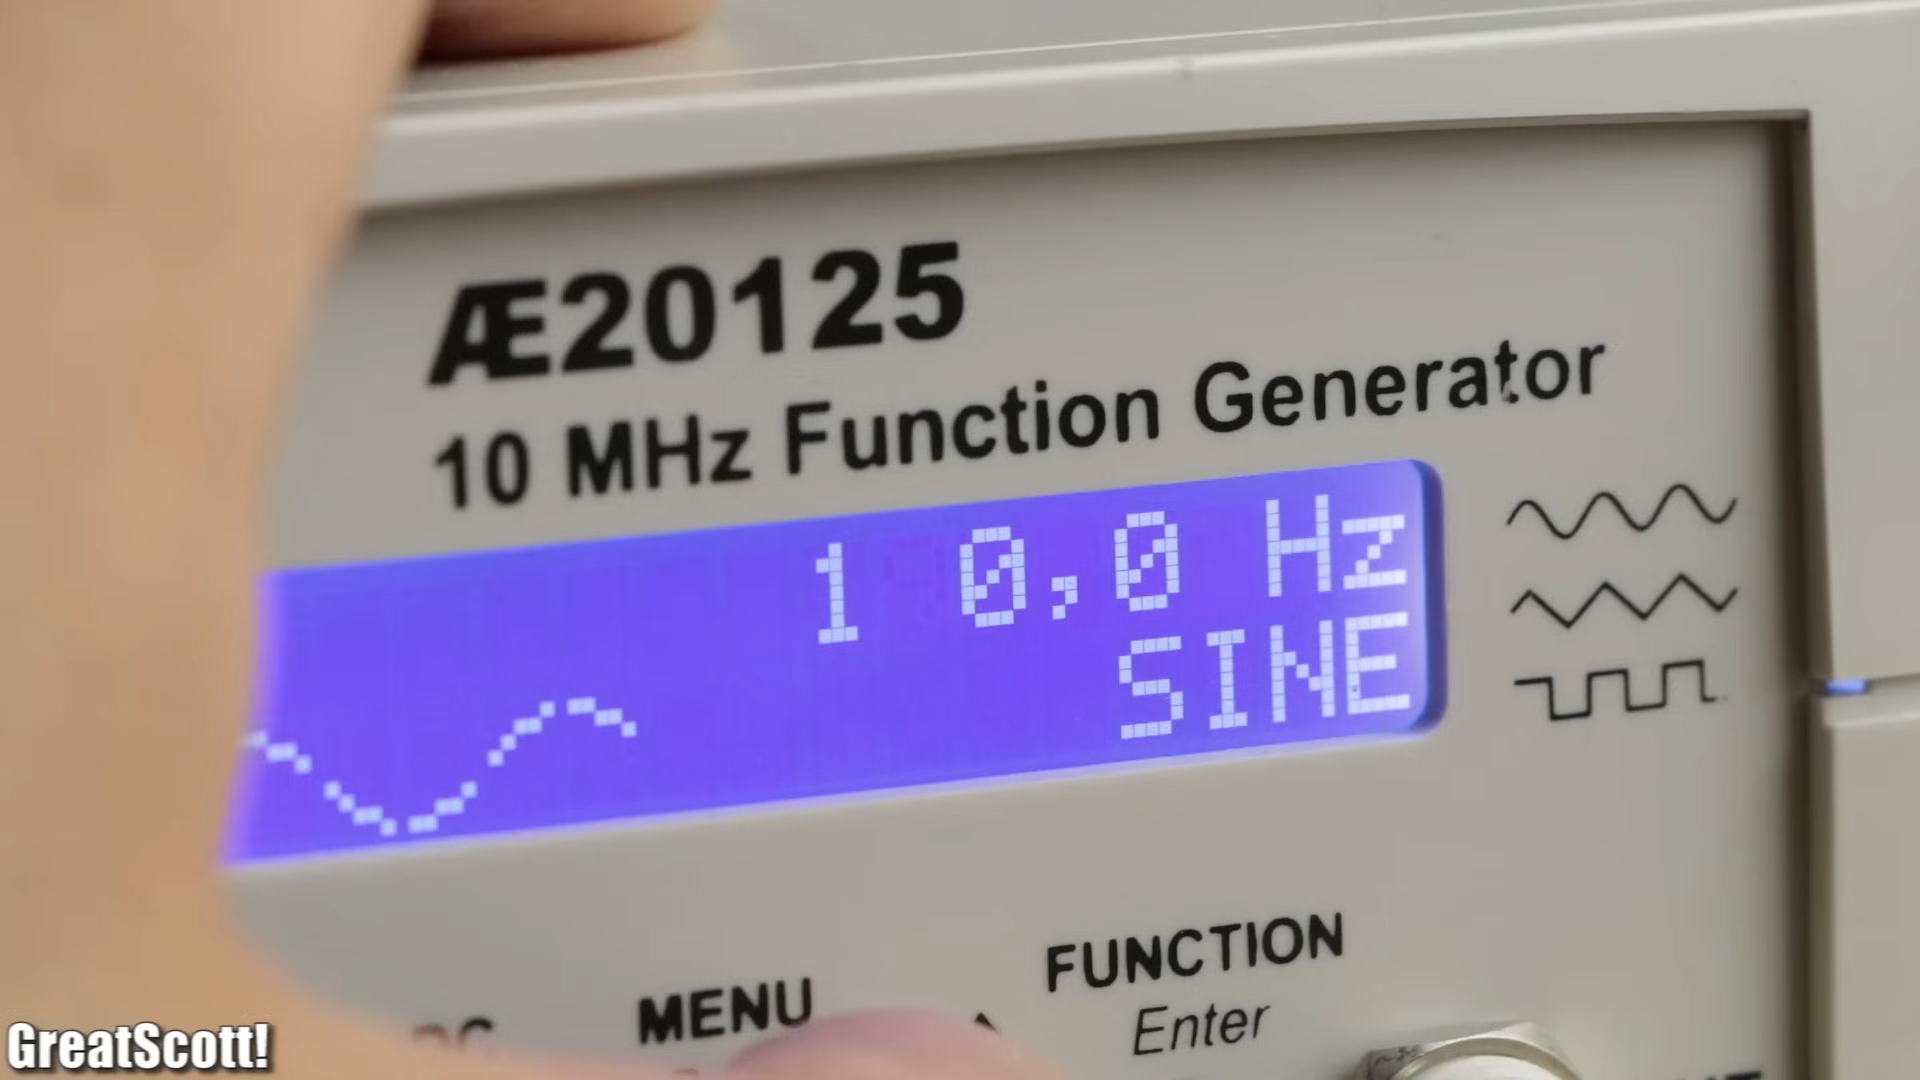 Æ20125
10 MHz Function Generator
1 0,0 Hz
SINE
FUNCTION
MENU
Enter
GreatScott!